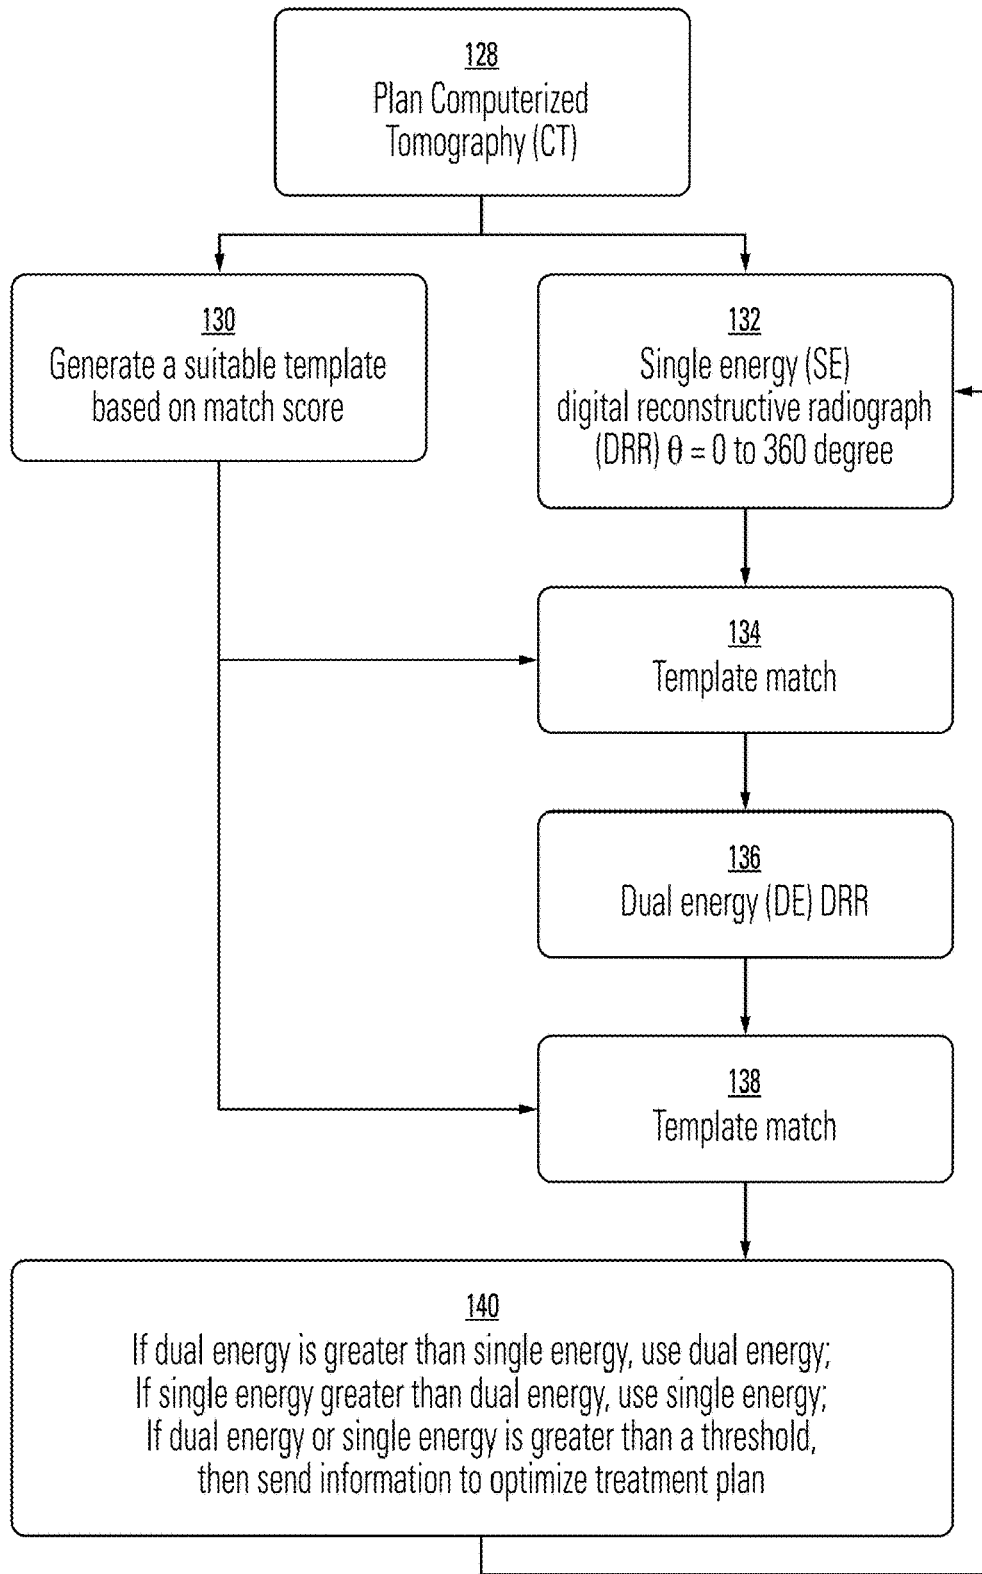 128
Plan Computerized
Tomography (CT)
130
Generate a suitable template
based on match score
132
Single energy (SE)
digital reconstructive radiograph
(DRR) θ = 0 to 360 degree
134
Template match
136
Dual energy (DE) DRR
138
Template match
140
If dual energy is greater than single energy, use dual energy;
If single energy greater than dual energy, use single energy;
If dual energy or single energy is greater than a threshold,
then send information to optimize treatment plan